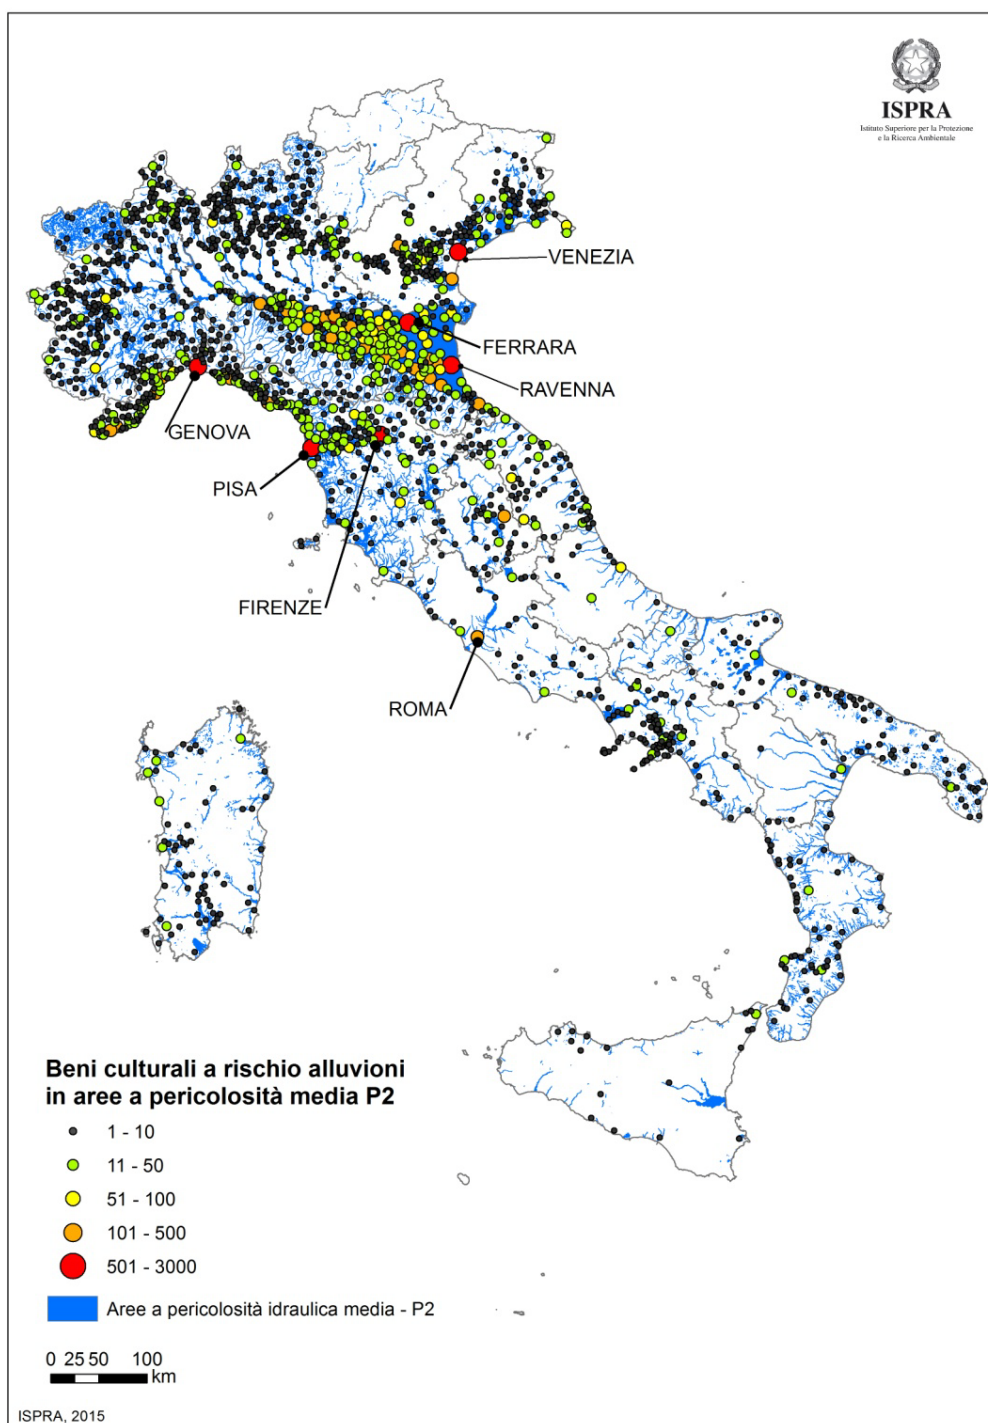 ISPRA
Istituto Superiore per la Protezione
e la Ricerca Ambientale
VENEZIA
FERRARA
RAVENNA
GENOVA
PISA
FIRENZE
ROMA
Beni culturali a rischio alluvioni
in aree a pericolosità media P2
1 - 10
11 - 50
51 - 100
101 - 500
501 - 3000
Aree a pericolosità idraulica media - P2
0 25 50 100
km
ISPRA, 2015